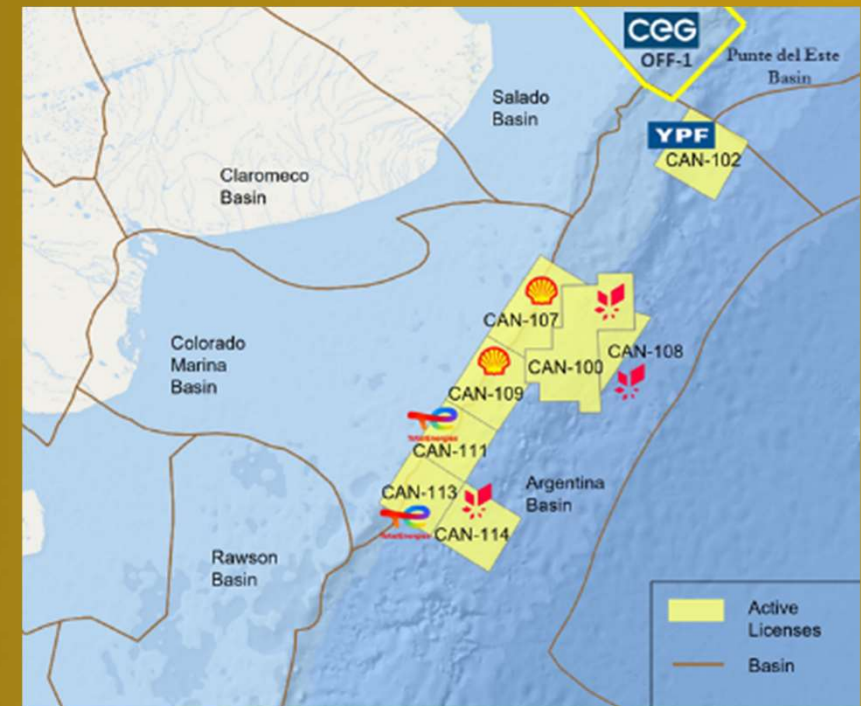 CEG
OFF-1
Punte del Este
Basin
Salado
Basin
YPF
CAN-102
Claromeco
Basin
CAN-107
Colorado
Marina
Basin
CAN-108
CAN-100
CAN-109
TotalEnergies
CAN-111
CAN-113
Argentina
Basin
TotalEnergies
CAN-114
Rawson
Basin
Active
Licenses
Basin